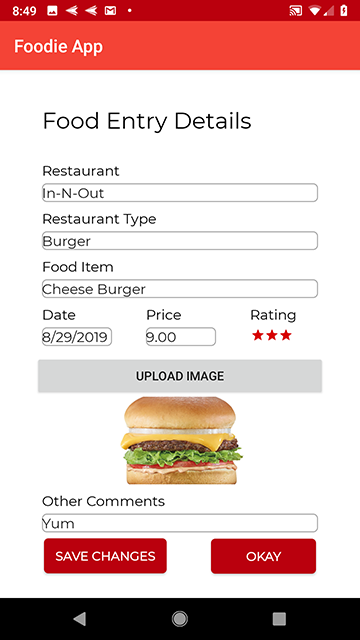 8:49
Foodie App
Food Entry Details
Restaurant
In-N-Out
Restaurant Type
Burger
Food Item
Cheese Burger
Date Price Rating
8/29/2019 9.00
UPLOAD IMAGE
Other Comments
Yum
SAVE CHANGES OKAY